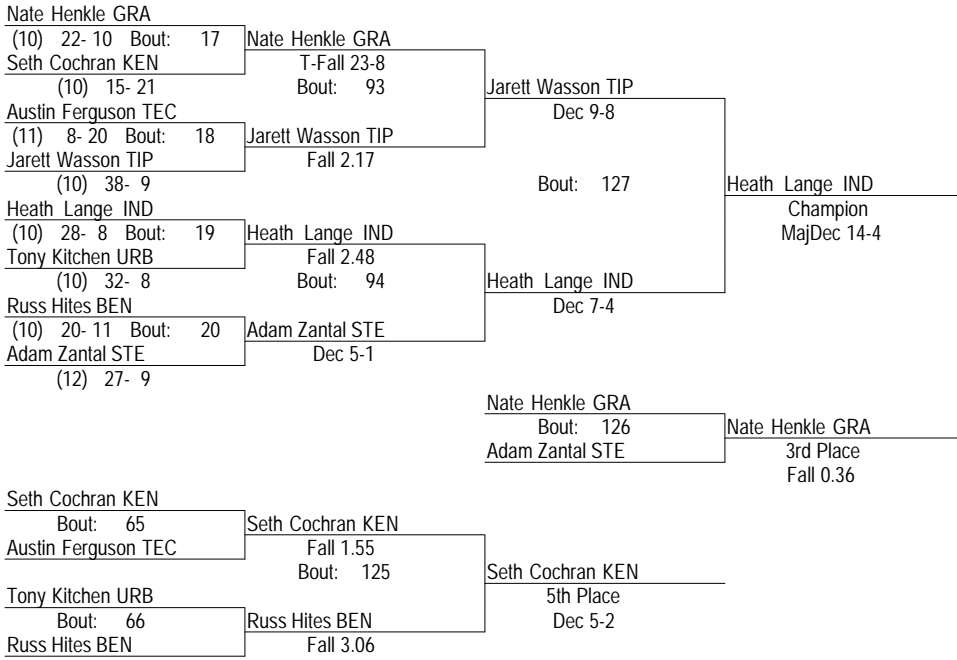 Nate Henkle GRA
(10) 22- 10 Bout: 17
Nate Henkle GRA
Seth Cochran KEN
T-Fall 23-8
(10) 15- 21
Bout: 93
Jarett Wasson TIP
Austin Ferguson TEC
Dec 9-8
(11) 8- 20 Bout: 18
Jarett Wasson TIP
Jarett Wasson TIP
Fall 2.17
(10) 38- 9
Bout: 127
Heath Lange IND
Heath Lange IND
Champion
(10) 28- 8 Bout: 19
Heath Lange IND
MajDec 14-4
Tony Kitchen URB
Fall 2.48
(10) 32- 8
Bout: 94
Heath Lange IND
Russ Hites BEN
Dec 7-4
(10) 20- 11 Bout: 20
Adam Zantal STE
Adam Zantal STE
Dec 5-1
(12) 27- 9
Nate Henkle GRA
Bout: 126
Nate Henkle GRA
Adam Zantal STE
3rd Place
Fall 0.36
Seth Cochran KEN
Bout: 65
Seth Cochran KEN
Austin Ferguson TEC
Fall 1.55
Bout: 125
Seth Cochran KEN
Tony Kitchen URB
5th Place
Bout: 66
Russ Hites BEN
Dec 5-2
Russ Hites BEN
Fall 3.06